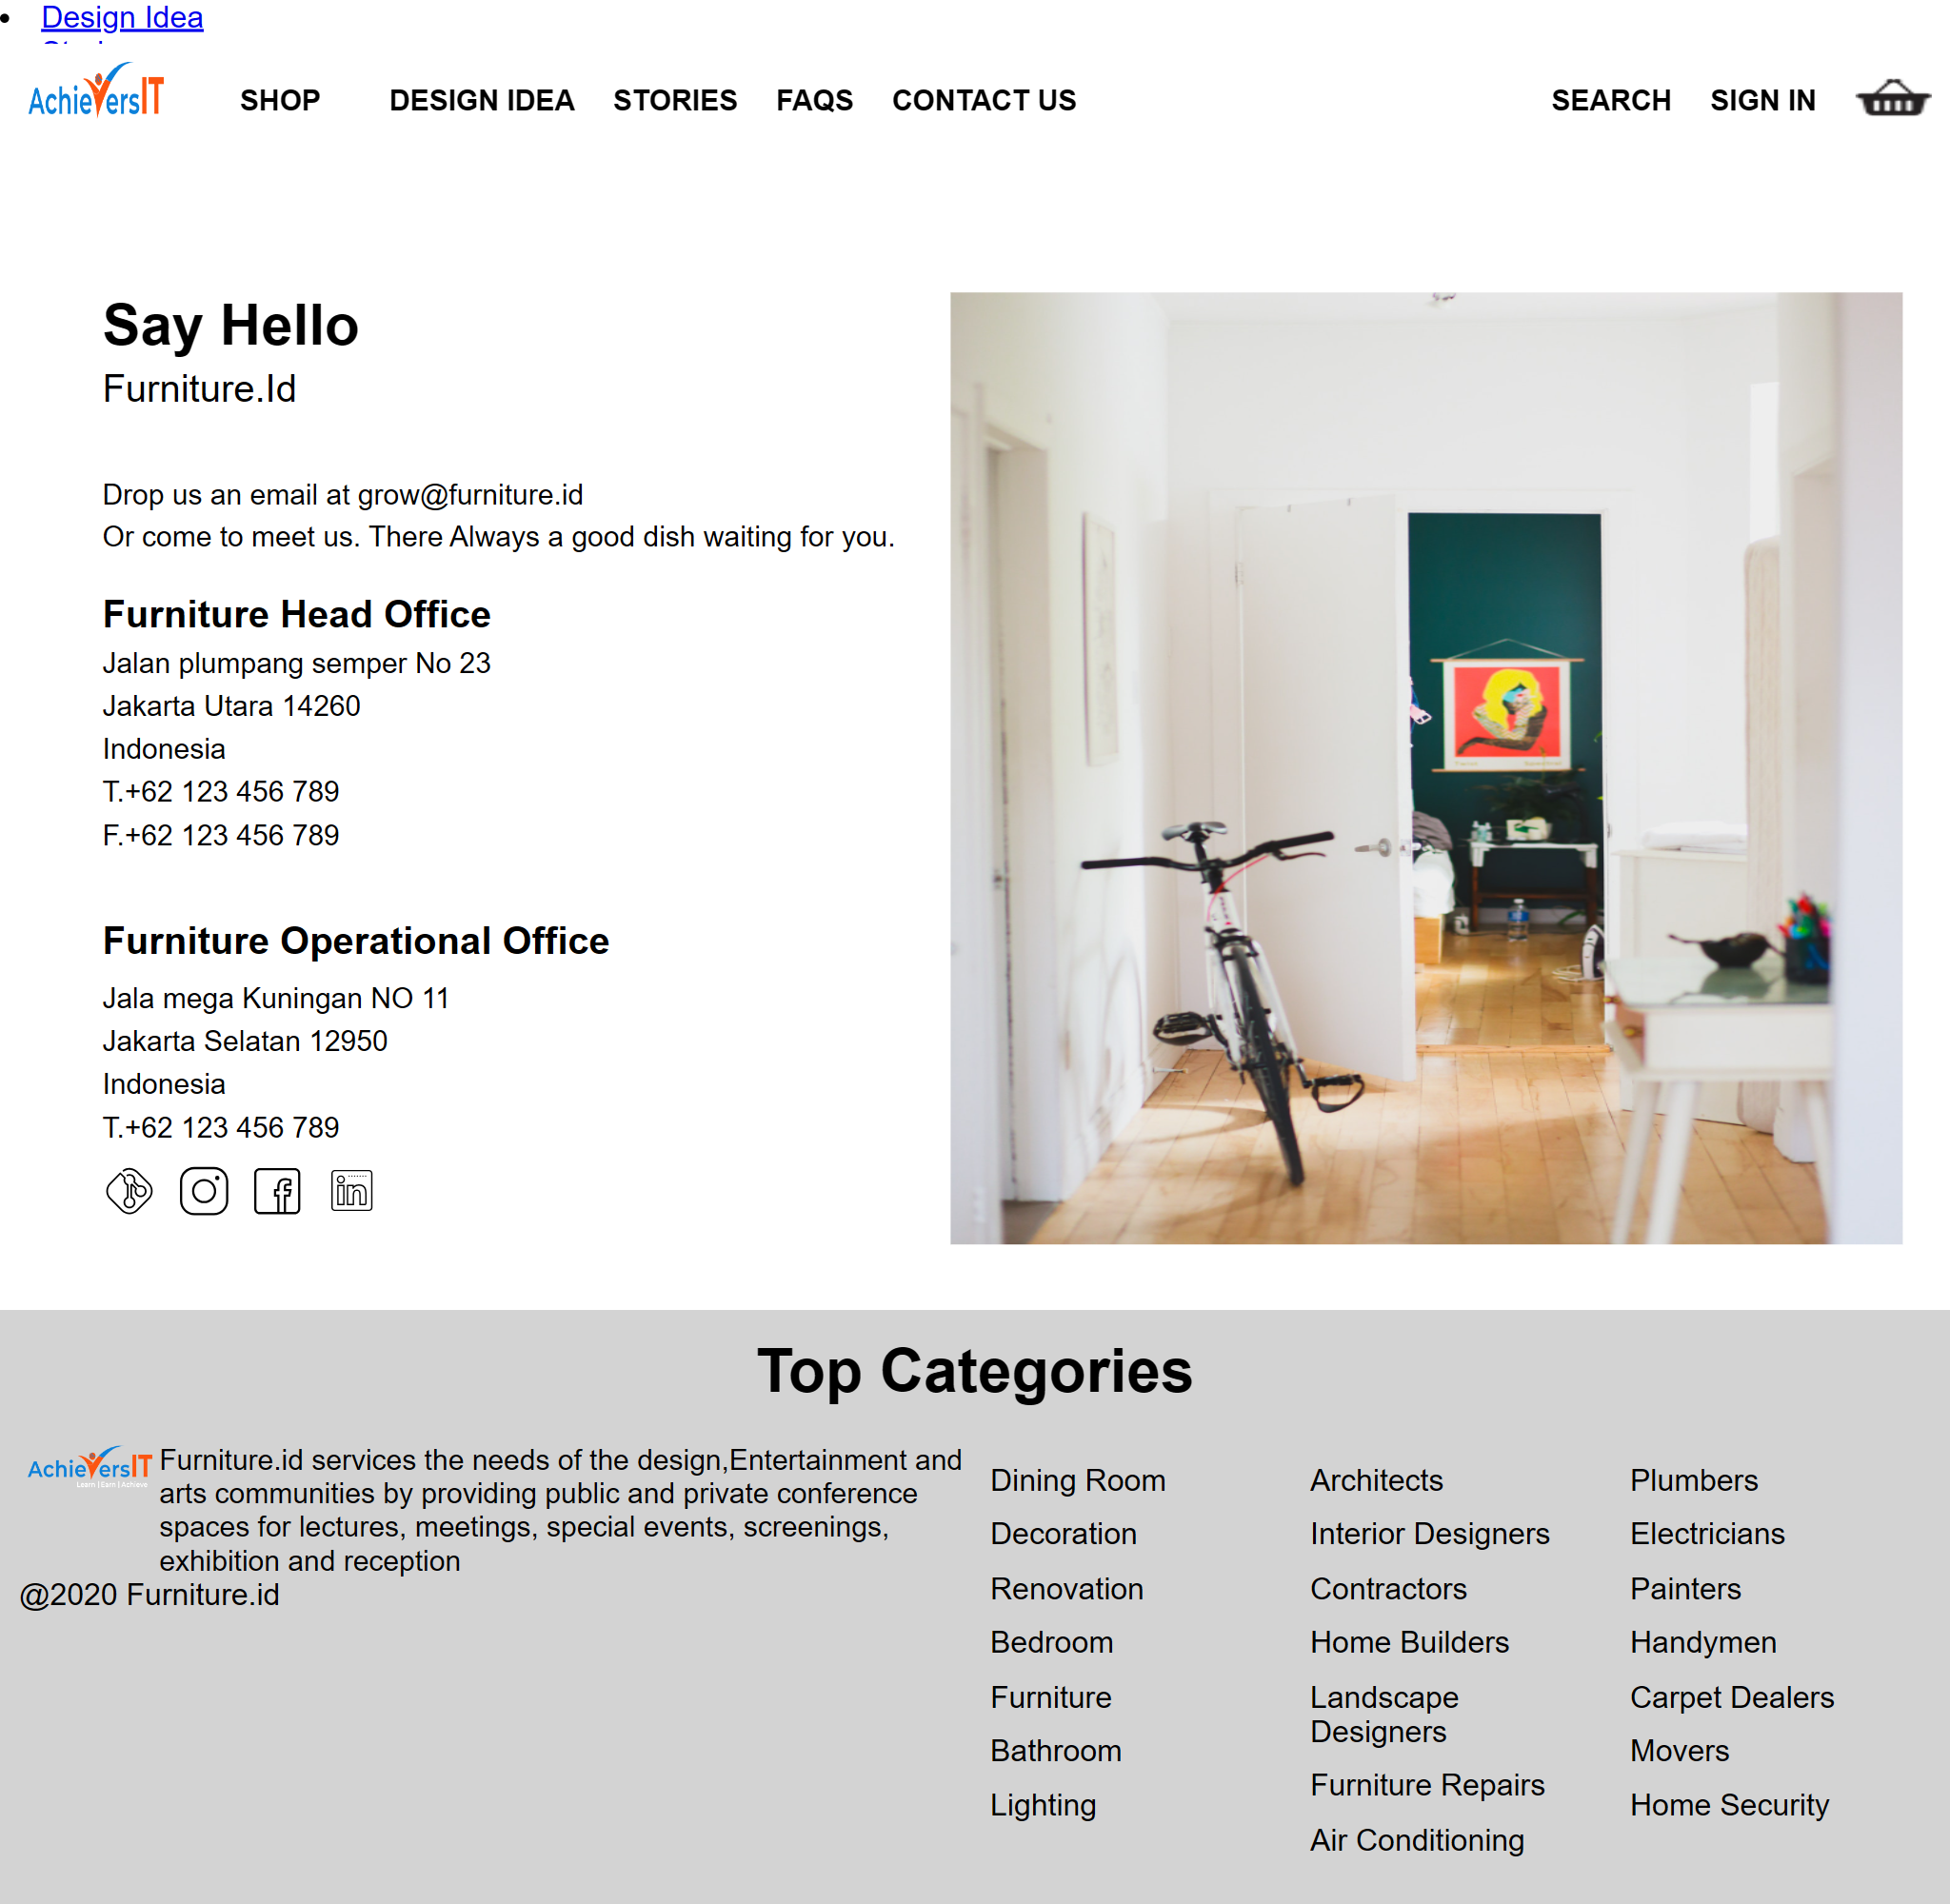 Design Idea
AchieversIT
SHOP DESIGN IDEA STORIES FAQS CONTACT US SEARCH SIGN IN
Say Hello
Furniture.Id
Drop us an email at grow@furniture.id
Or come to meet us. There Always a good dish waiting for you.
Furniture Head Office
Jalan plumpang semper No 23
Jakarta Utara 14260
Indonesia
T.+62 123 456 789
F.+62 123 456 789
Furniture Operational Office
Jala mega Kuningan NO 11
Jakarta Selatan 12950
Indonesia
T.+62 123 456 789
Top Categories
AchieversIT
Learn | Earn | Achieve
Furniture.id services the needs of the design,Entertainment and
arts communities by providing public and private conference
spaces for lectures, meetings, special events, screenings,
exhibition and reception
@2020 Furniture.id
Dining Room
Decoration
Renovation
Bedroom
Furniture
Bathroom
Lighting
Architects
Interior Designers
Contractors
Home Builders
Landscape
Designers
Furniture Repairs
Air Conditioning
Plumbers
Electricians
Painters
Handymen
Carpet Dealers
Movers
Home Security